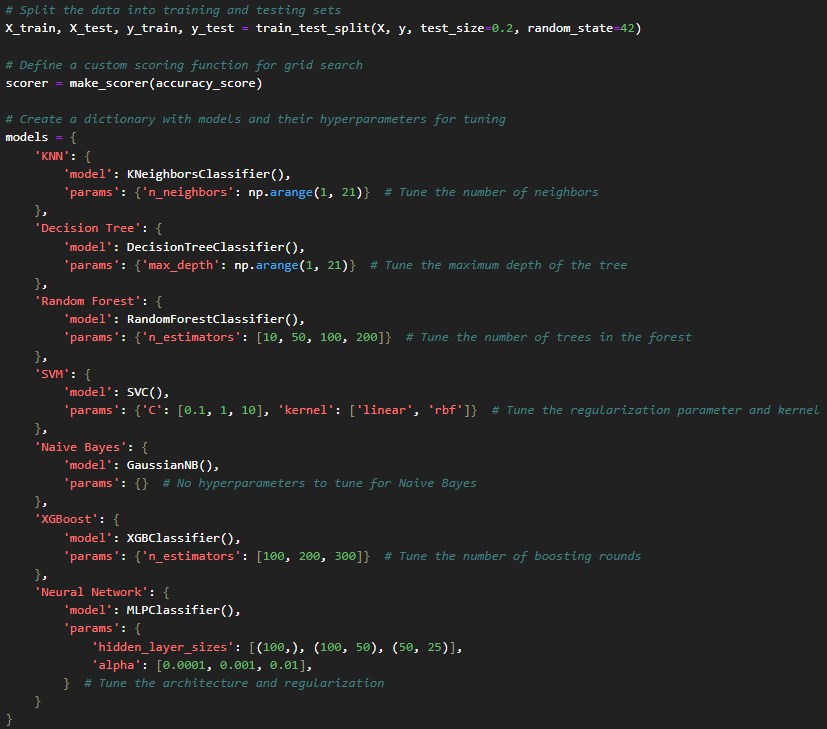 # Split the data into training and testing sets
X_train, X_test, y_train, y_test = train_test_split(X, y, test_size=0.2, random_state=42)

# Define a custom scoring function for grid search
scorer = make_scorer(accuracy_score)

# Create a dictionary with models and their hyperparameters for tuning
models = {
    'KNN': {
        'model': KNeighborsClassifier(),
        'params': {'n_neighbors': np.arange(1, 21)}  # Tune the number of neighbors
    },
    'Decision Tree': {
        'model': DecisionTreeClassifier(),
        'params': {'max_depth': np.arange(1, 21)}  # Tune the maximum depth of the tree
    },
    'Random Forest': {
        'model': RandomForestClassifier(),
        'params': {'n_estimators': [10, 50, 100, 200]}  # Tune the number of trees in the forest
    },
    'SVM': {
        'model': SVC(),
        'params': {'C': [0.1, 1, 10], 'kernel': ['linear', 'rbf']}  # Tune the regularization parameter and kernel
    },
    'Naive Bayes': {
        'model': GaussianNB(),
        'params': {}  # No hyperparameters to tune for Naive Bayes
    },
    'XGBoost': {
        'model': XGBClassifier(),
        'params': {'n_estimators': [100, 200, 300]}  # Tune the number of boosting rounds
    },
    'Neural Network': {
        'model': MLPClassifier(),
        'params': {
            'hidden_layer_sizes': [(100,), (100, 50), (50, 25)],
            'alpha': [0.0001, 0.001, 0.01],
        }  # Tune the architecture and regularization
    }
}